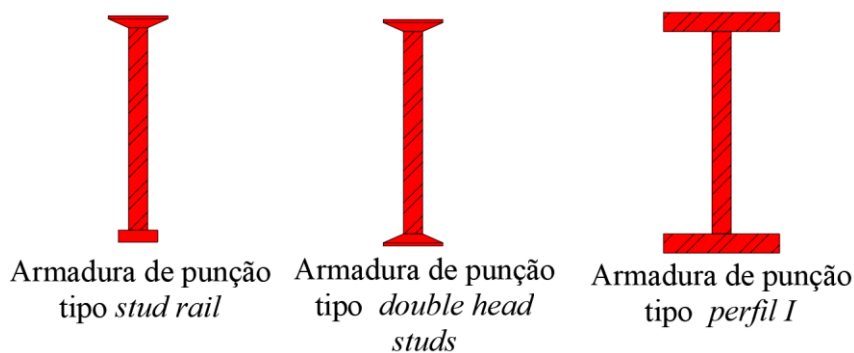 Armadura de punção
tipo stud rail
Armadura de punção
tipo double head
studs
Armadura de punção
tipo perfil I